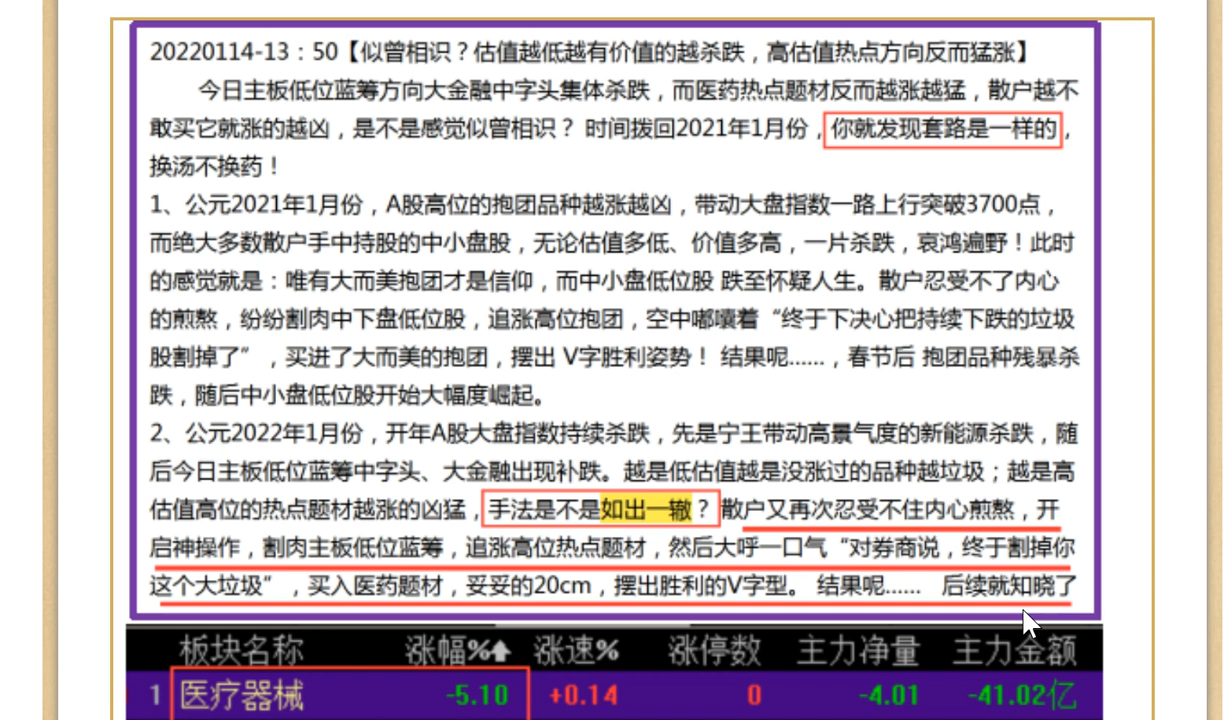 20220114-13：50【似曾相识？估值越低越有价值的越杀跌，高估值热点方向反而猛涨】
今日主板低位蓝筹方向大金融中字头集体杀跌，而医药热点题材反而越涨越猛，散户越不
敢买它就涨的越凶，是不是感觉似曾相识？ 时间拨回2021年1月份，你就发现套路是一样的，
换汤不换药！
1、公元2021年1月份，A股高位的抱团品种越涨越凶，带动大盘指数一路上行突破3700点，
而绝大多数散户手中持股的中小盘股，无论估值多低、价值多高，一片杀跌，哀鸿遍野！此时
的感觉就是：唯有大而美抱团才是信仰，而中小盘低位股 跌至怀疑人生。散户忍受不了内心
的煎熬，纷纷割肉中下盘低位股，追涨高位抱团，空中嘟囔着“终于下决心把持续下跌的垃圾
股割掉了”，买进了大而美的抱团，摆出 V字胜利姿势！ 结果呢……，春节后 抱团品种残暴杀
跌，随后中小盘低位股开始大幅度崛起。
2、公元2022年1月份，开年A股大盘指数持续杀跌，先是宁王带动高景气度的新能源杀跌，随
后今日主板低位蓝筹中字头、大金融出现补跌。越是低估值越是没涨过的品种越垃圾；越是高
估值高位的热点题材越涨的凶猛，手法是不是如出一辙？散户又再次忍受不住内心煎熬，开
启神操作，割肉主板低位蓝筹，追涨高位热点题材，然后大呼一口气“对券商说，终于割掉你
这个大垃圾”，买入医药题材，妥妥的20cm，摆出胜利的V字型。 结果呢…… 后续就知晓了
板块名称 涨幅%↑ 涨速% 涨停数 主力净量 主力金额
1 医疗器械 -5.10 +0.14 0 -4.01 -41.02亿